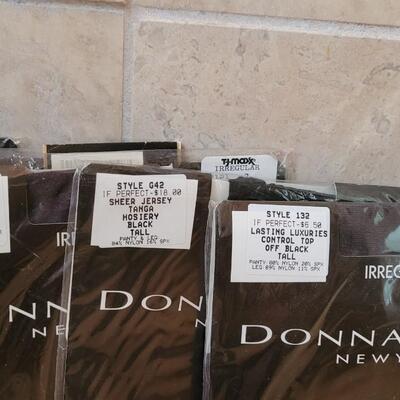 T.J.maxx
IRREGULAR
STYLE G42
IF PERFECT-$18.00
SHEER JERSEY
TANGA
HOSIERY
BLACK
TALL
PANTY & LEG
84% NYLON 16% SPX
DONNA
NEW
STYLE 132
IF PERFECT-$6.50
LASTING LUXURIES
CONTROL TOP
OFF BLACK
TALL
PANTY 80% NYLON 20% SPX
LEG 89% NYLON 11% SPX
IRREG
DONNA
NEWY